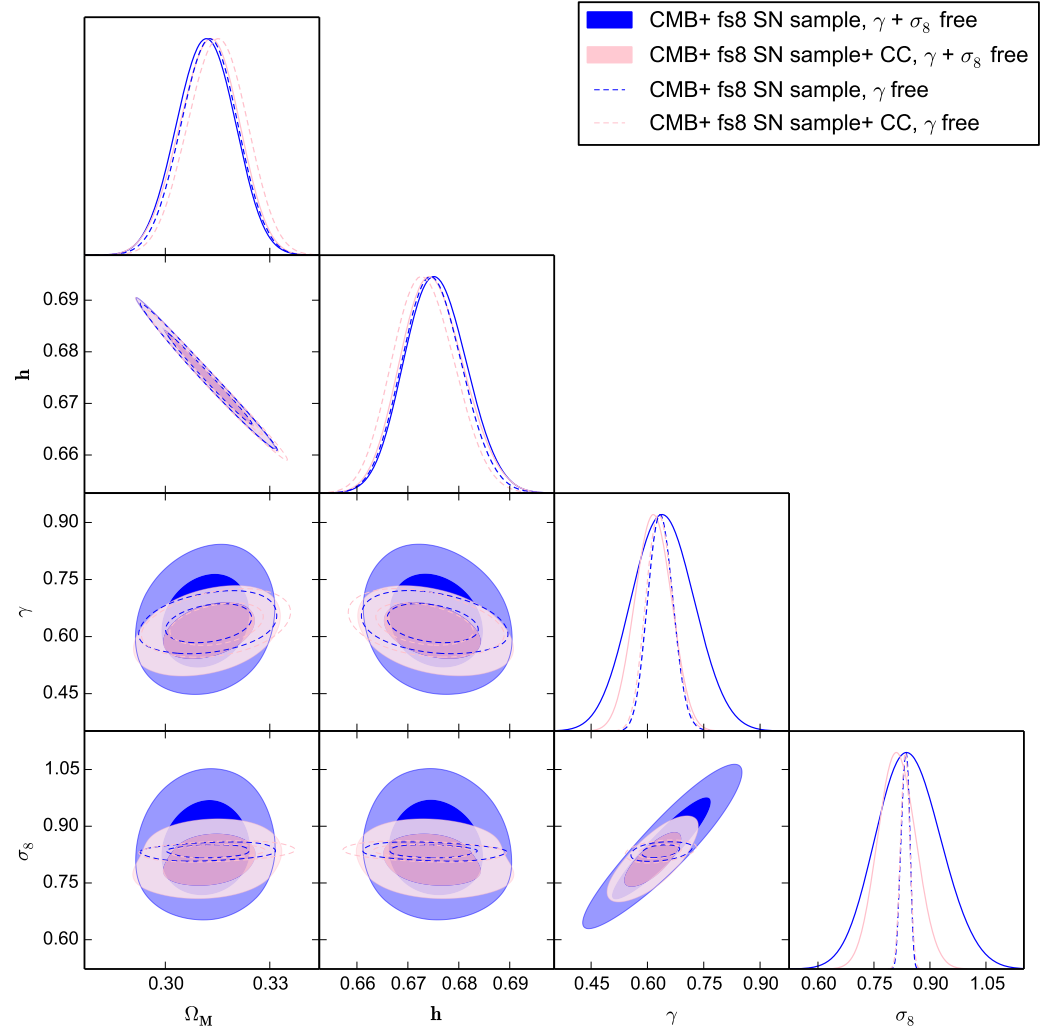 CMB+ fs8 SN sample, γ + σ₈ free
CMB+ fs8 SN sample+ CC, γ + σ₈ free
CMB+ fs8 SN sample, γ free
CMB+ fs8 SN sample+ CC, γ free
0.69
0.68
0.67
0.66
h
0.90
0.75
0.60
0.45
γ
1.05
0.90
0.75
0.60
σ₈
0.30 0.33 0.66 0.67 0.68 0.69 0.45 0.60 0.75 0.90 0.60 0.75 0.90 1.05
Ω_M h γ σ₈